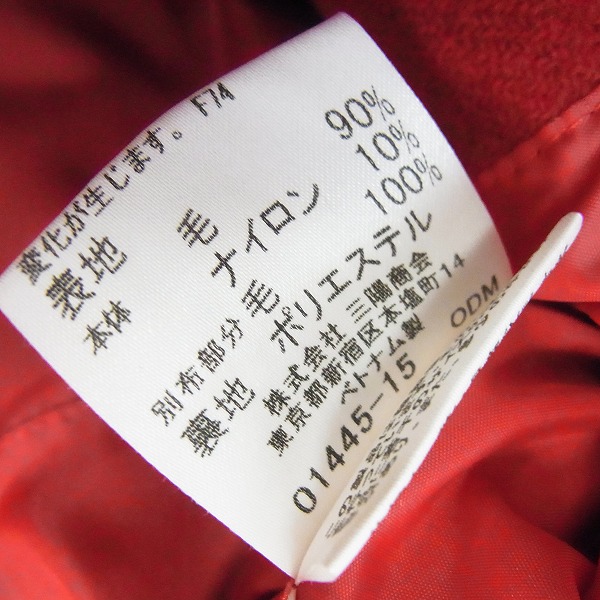 変化が生じます。 F74
表地
本体 毛 90%
ナイロン 10%
別布部分 毛 100%
裏地 ポリエステル
株式会社 三陽商会
東京都新宿区本塩町14
ベトナム製
01445-15 ODM